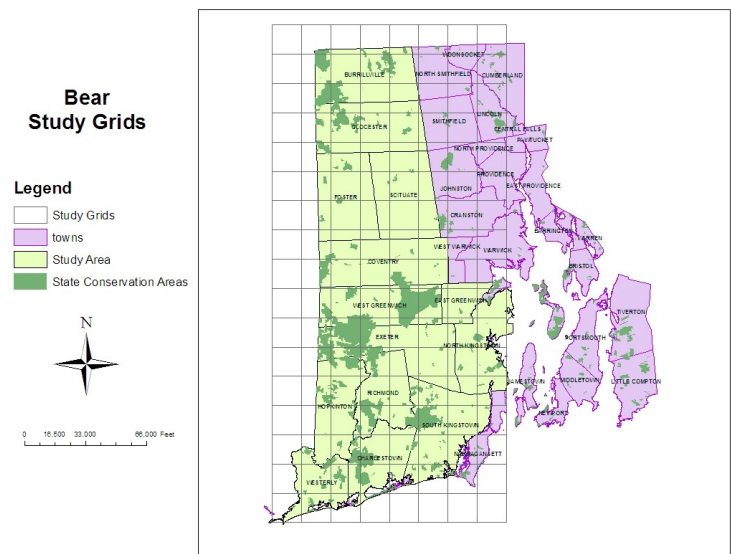 Bear
Study Grids
Legend
Study Grids
towns
Study Area
State Conservation Areas
N
0 16,500 33,000 66,000 Feet
WOONSOCKET
BURRILLVILLE
NORTH SMITHFIELD
CUMBERLAND
LINCOLN
GLOCESTER
SMITHFIELD
CENTRAL FALLS
PAWTUCKET
NORTH PROVIDENCE
PROVIDENCE
JOHNSTON
EAST PROVIDENCE
FOSTER
SCITUATE
CRANSTON
BARRINGTON
WARREN
WEST WARWICK
WARWICK
COVENTRY
BRISTOL
WEST GREENWICH
EAST GREENWICH
TIVERTON
EXETER
PORTSMOUTH
NORTH KINGSTOWN
JAMESTOWN
MIDDLETOWN
LITTLE COMPTON
RICHMOND
HOPKINTON
NEWPORT
SOUTH KINGSTOWN
NARRAGANSETT
CHARLESTOWN
WESTERLY